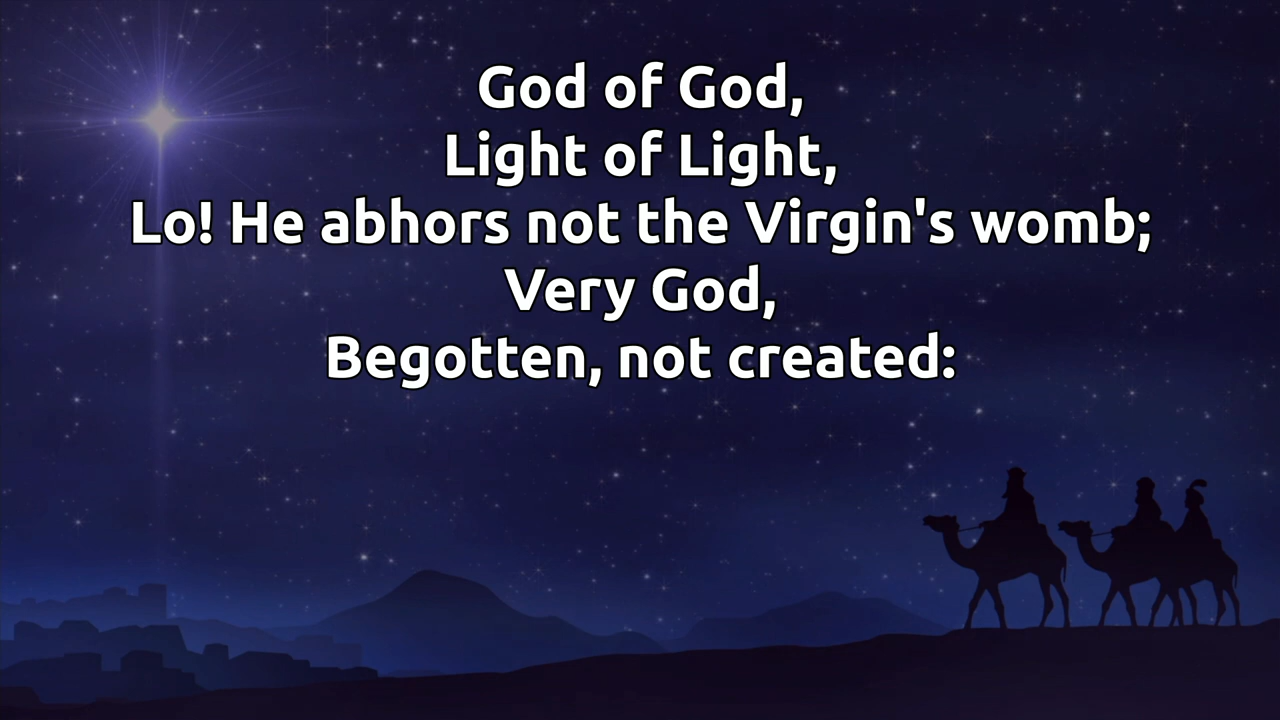 God of God,
Light of Light,
Lo! He abhors not the Virgin's womb;
Very God,
Begotten, not created: